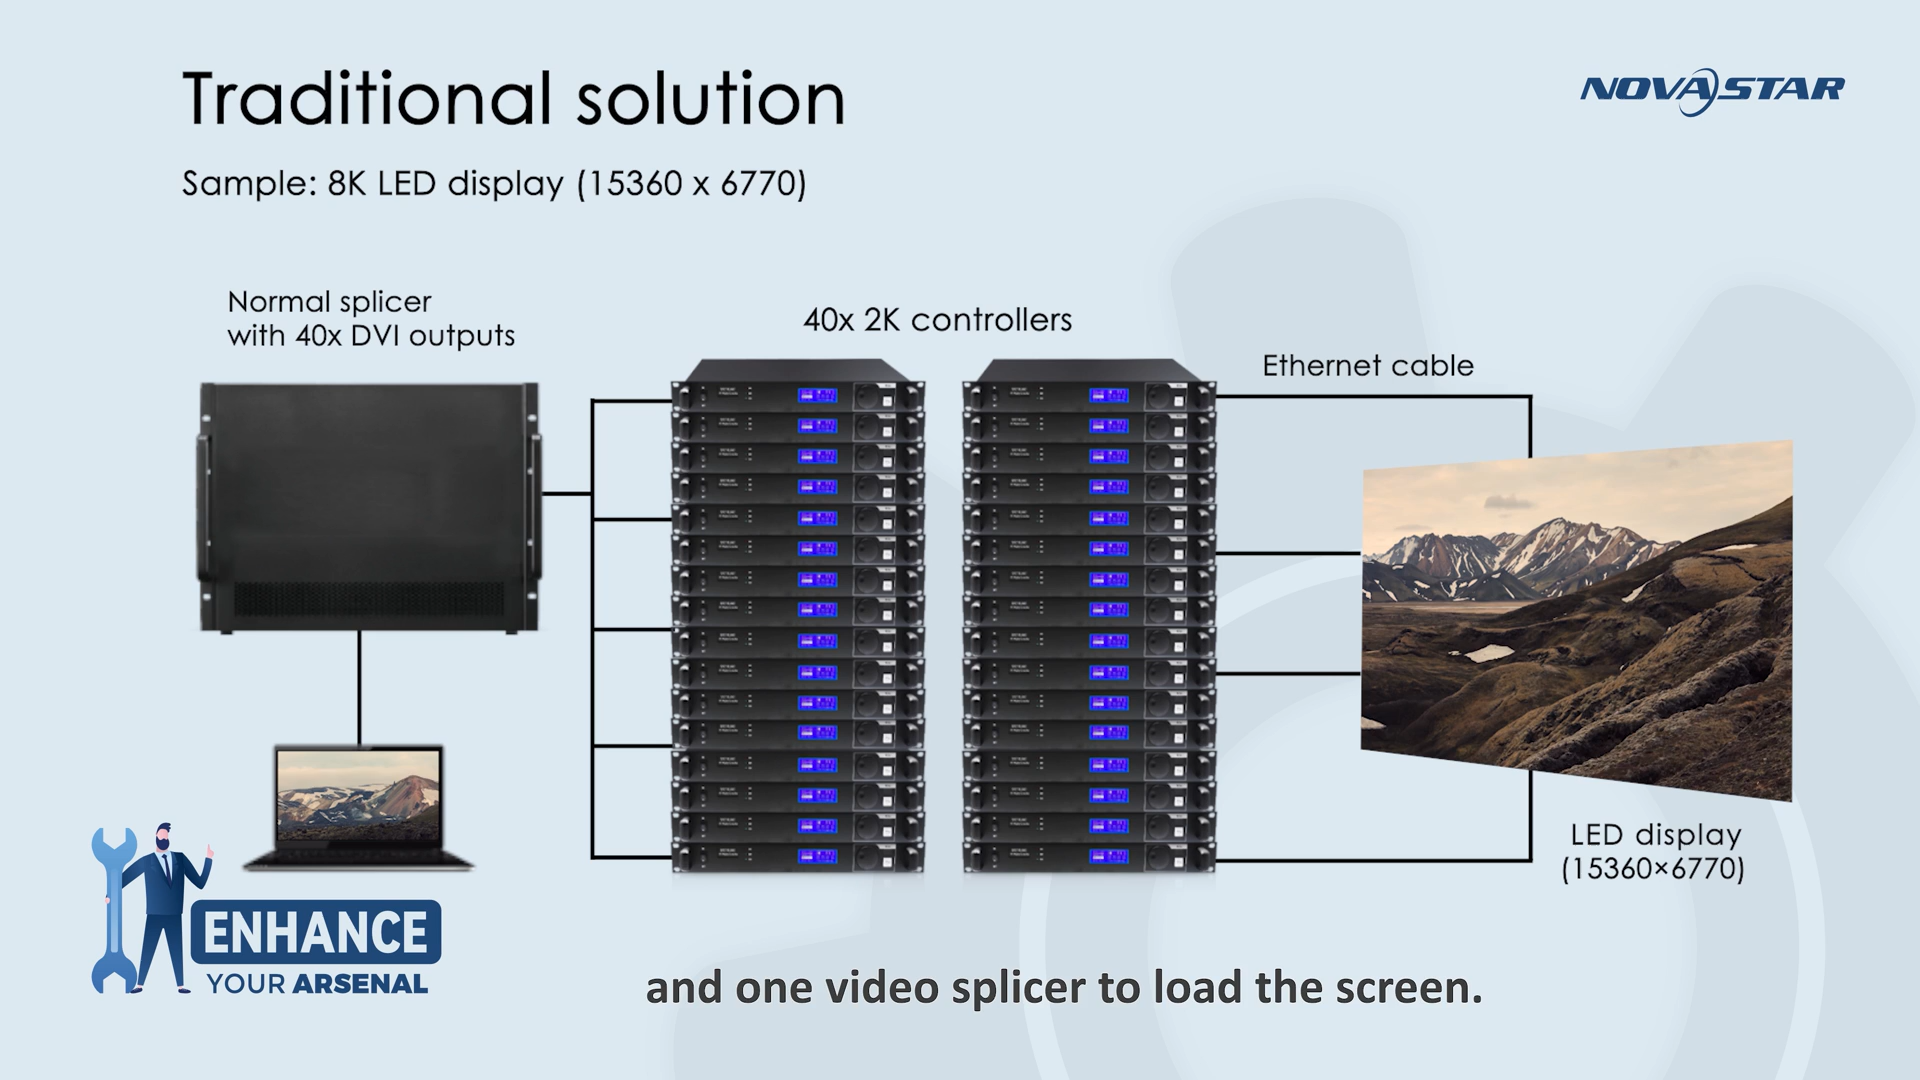 Traditional solution
NOVASTAR
Sample: 8K LED display (15360 x 6770)
Normal splicer
with 40x DVI outputs
40x 2K controllers
Ethernet cable
LED display
(15360×6770)
ENHANCE
YOUR ARSENAL
and one video splicer to load the screen.